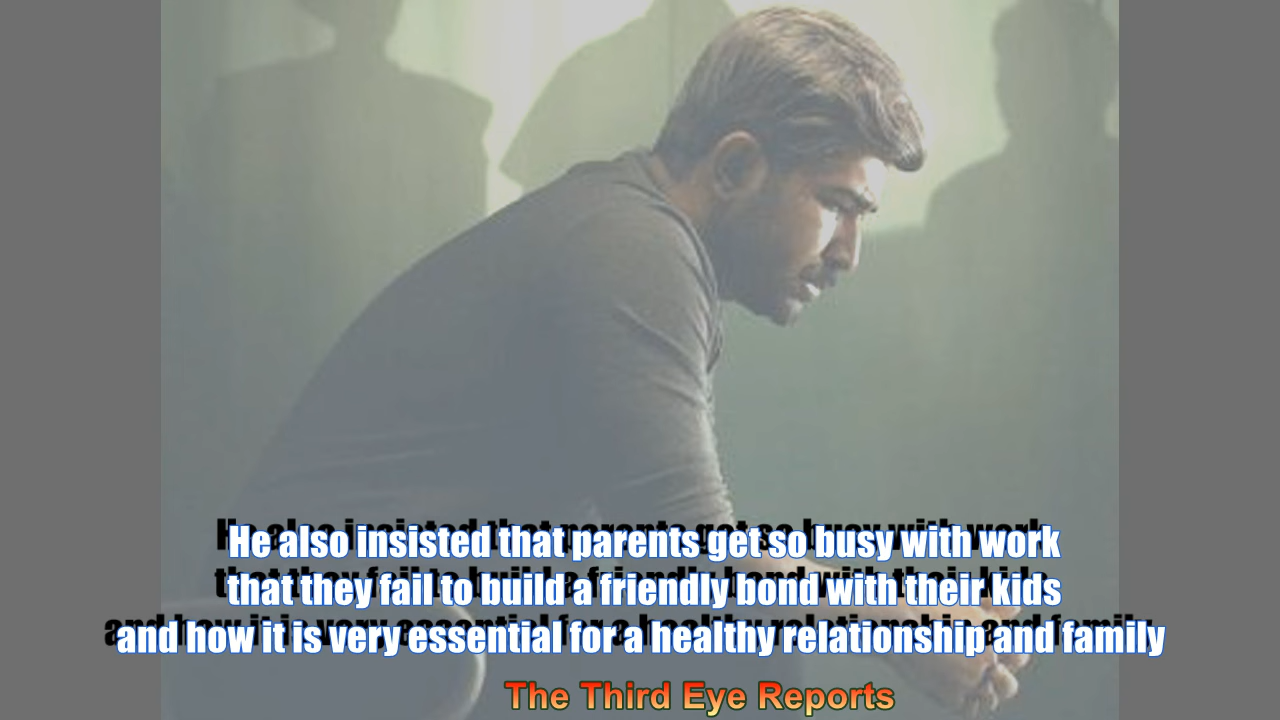 He also insisted that parents get so busy with work
that they fail to build a friendly bond with their kids
and how it is very essential for a healthy relationship and family
The Third Eye Reports